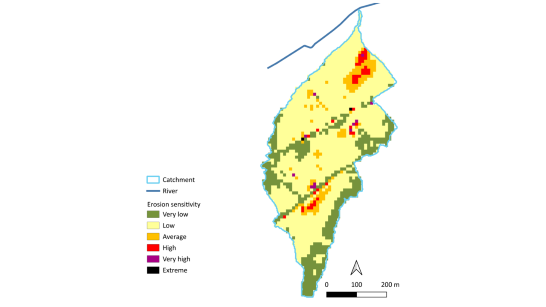 Catchment
River
Erosion sensitivity
Very low
Low
Average
High
Very high
Extreme
0 100 200 m